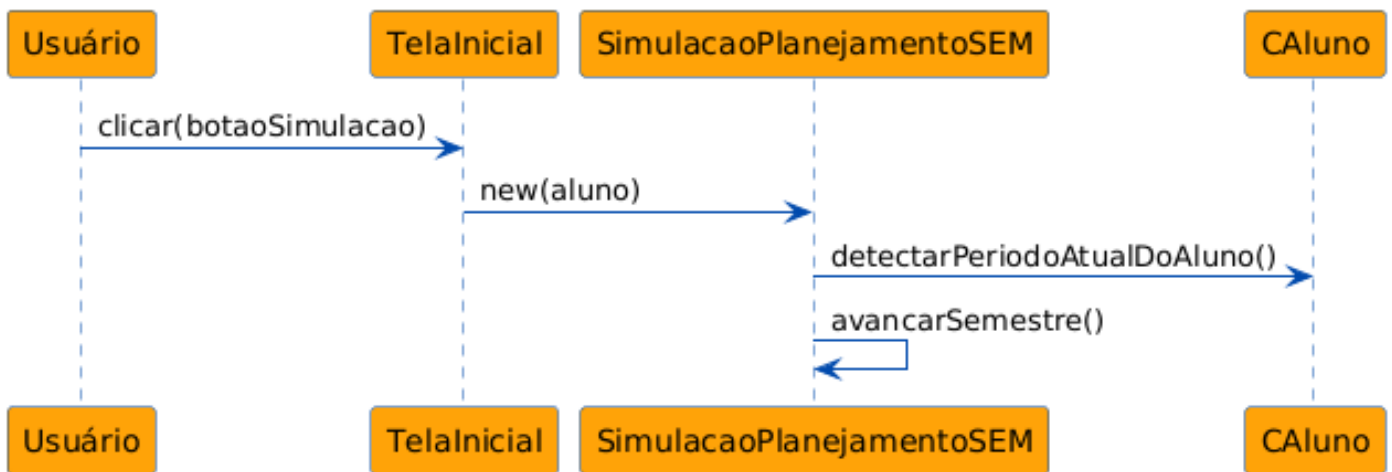 Usuário
TelaInicial
SimulacaoPlanejamentoSEM
CAluno
clicar(botaoSimulacao)
new(aluno)
detectarPeriodoAtualDoAluno()
avancarSemestre()
Usuário
TelaInicial
SimulacaoPlanejamentoSEM
CAluno